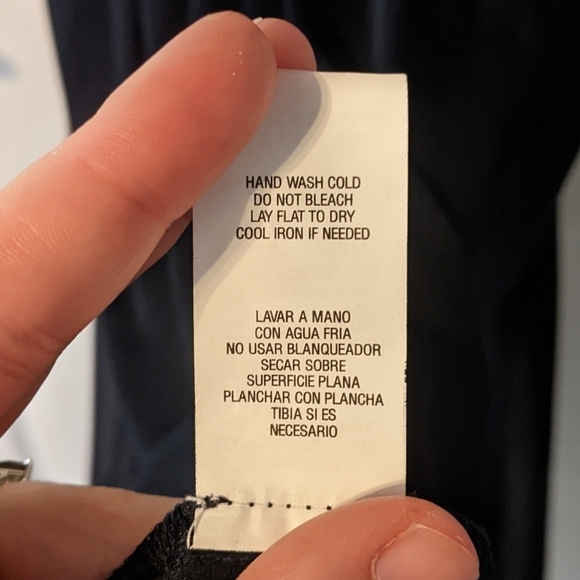 HAND WASH COLD
DO NOT BLEACH
LAY FLAT TO DRY
COOL IRON IF NEEDED
LAVAR A MANO
CON AGUA FRIA
NO USAR BLANQUEADOR
SECAR SOBRE
SUPERFICIE PLANA
PLANCHAR CON PLANCHA
TIBIA SI ES
NECESARIO